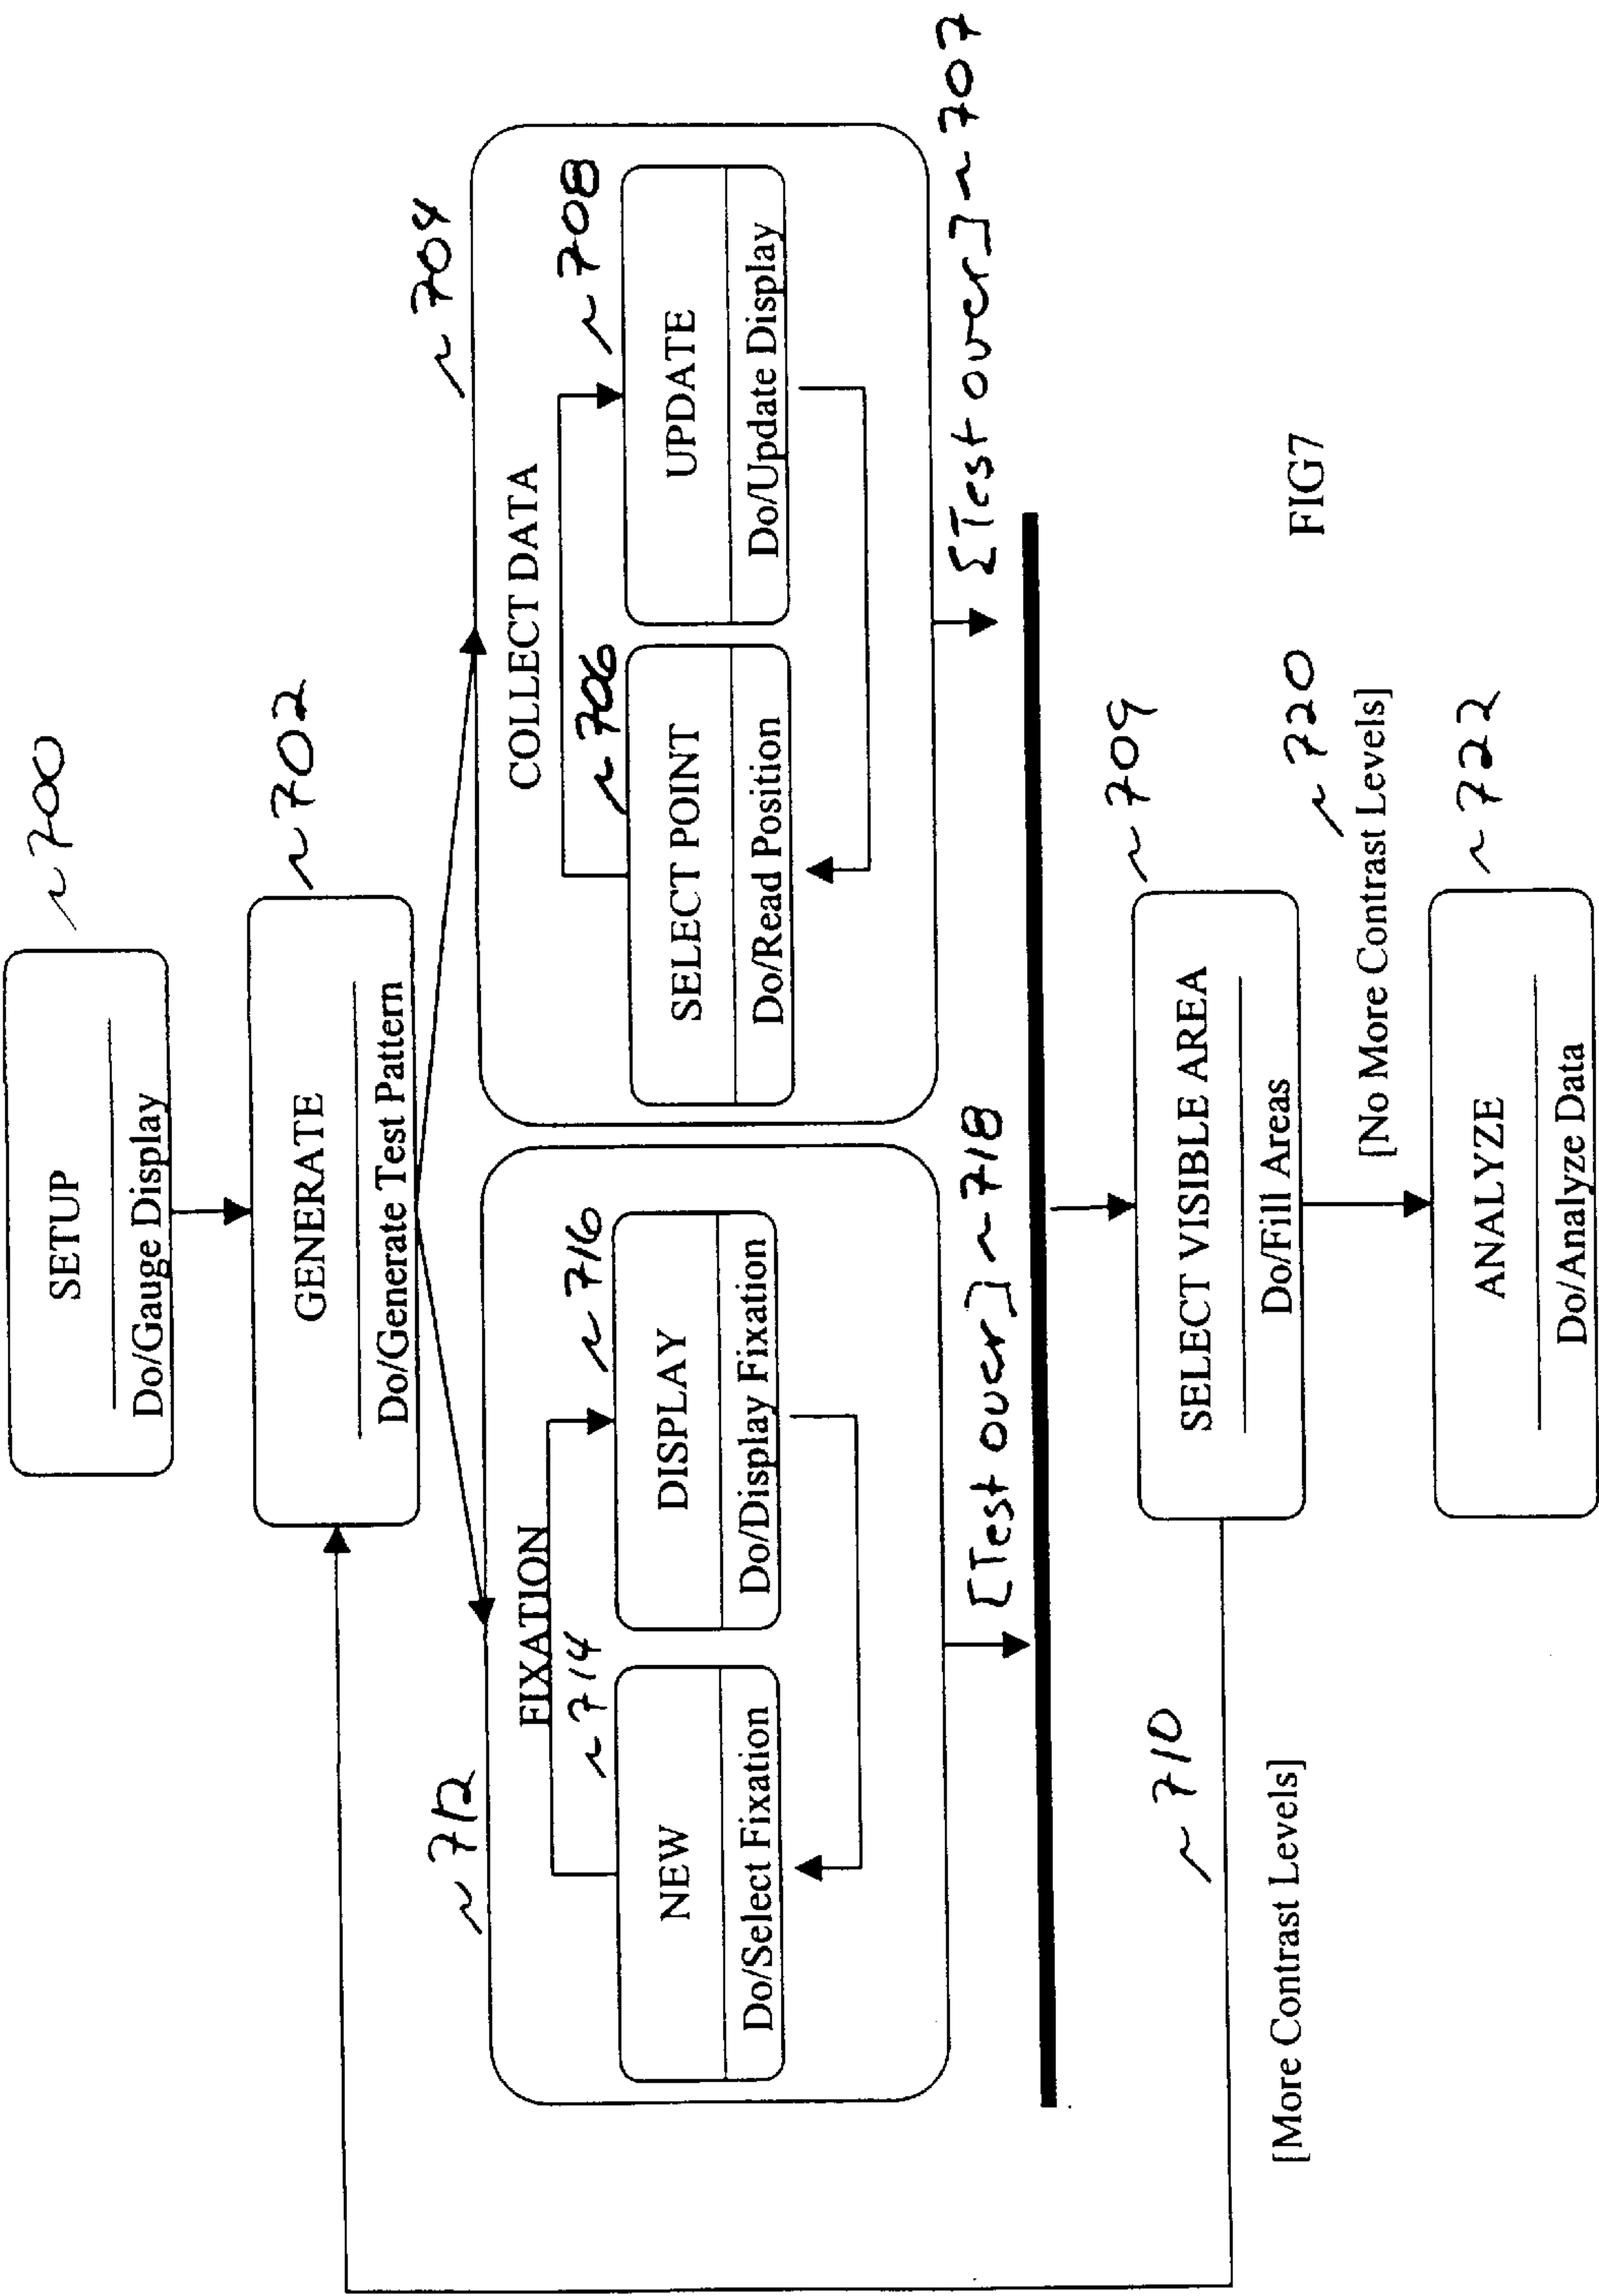 ~700
SETUP
Do/Gauge Display
~702
GENERATE
Do/Generate Test Pattern
~712
~704
FIXATION
~714
~716
NEW
Do/Select Fixation
DISPLAY
Do/Display Fixation
COLLECT DATA
~706
~708
SELECT POINT
Do/Read Position
UPDATE
Do/Update Display
[Test over] ~718
[Test over] ~707
~710
[More Contrast Levels]
~709
SELECT VISIBLE AREA
Do/Fill Areas
~720
[No More Contrast Levels]
~722
ANALYZE
Do/Analyze Data
FIG7